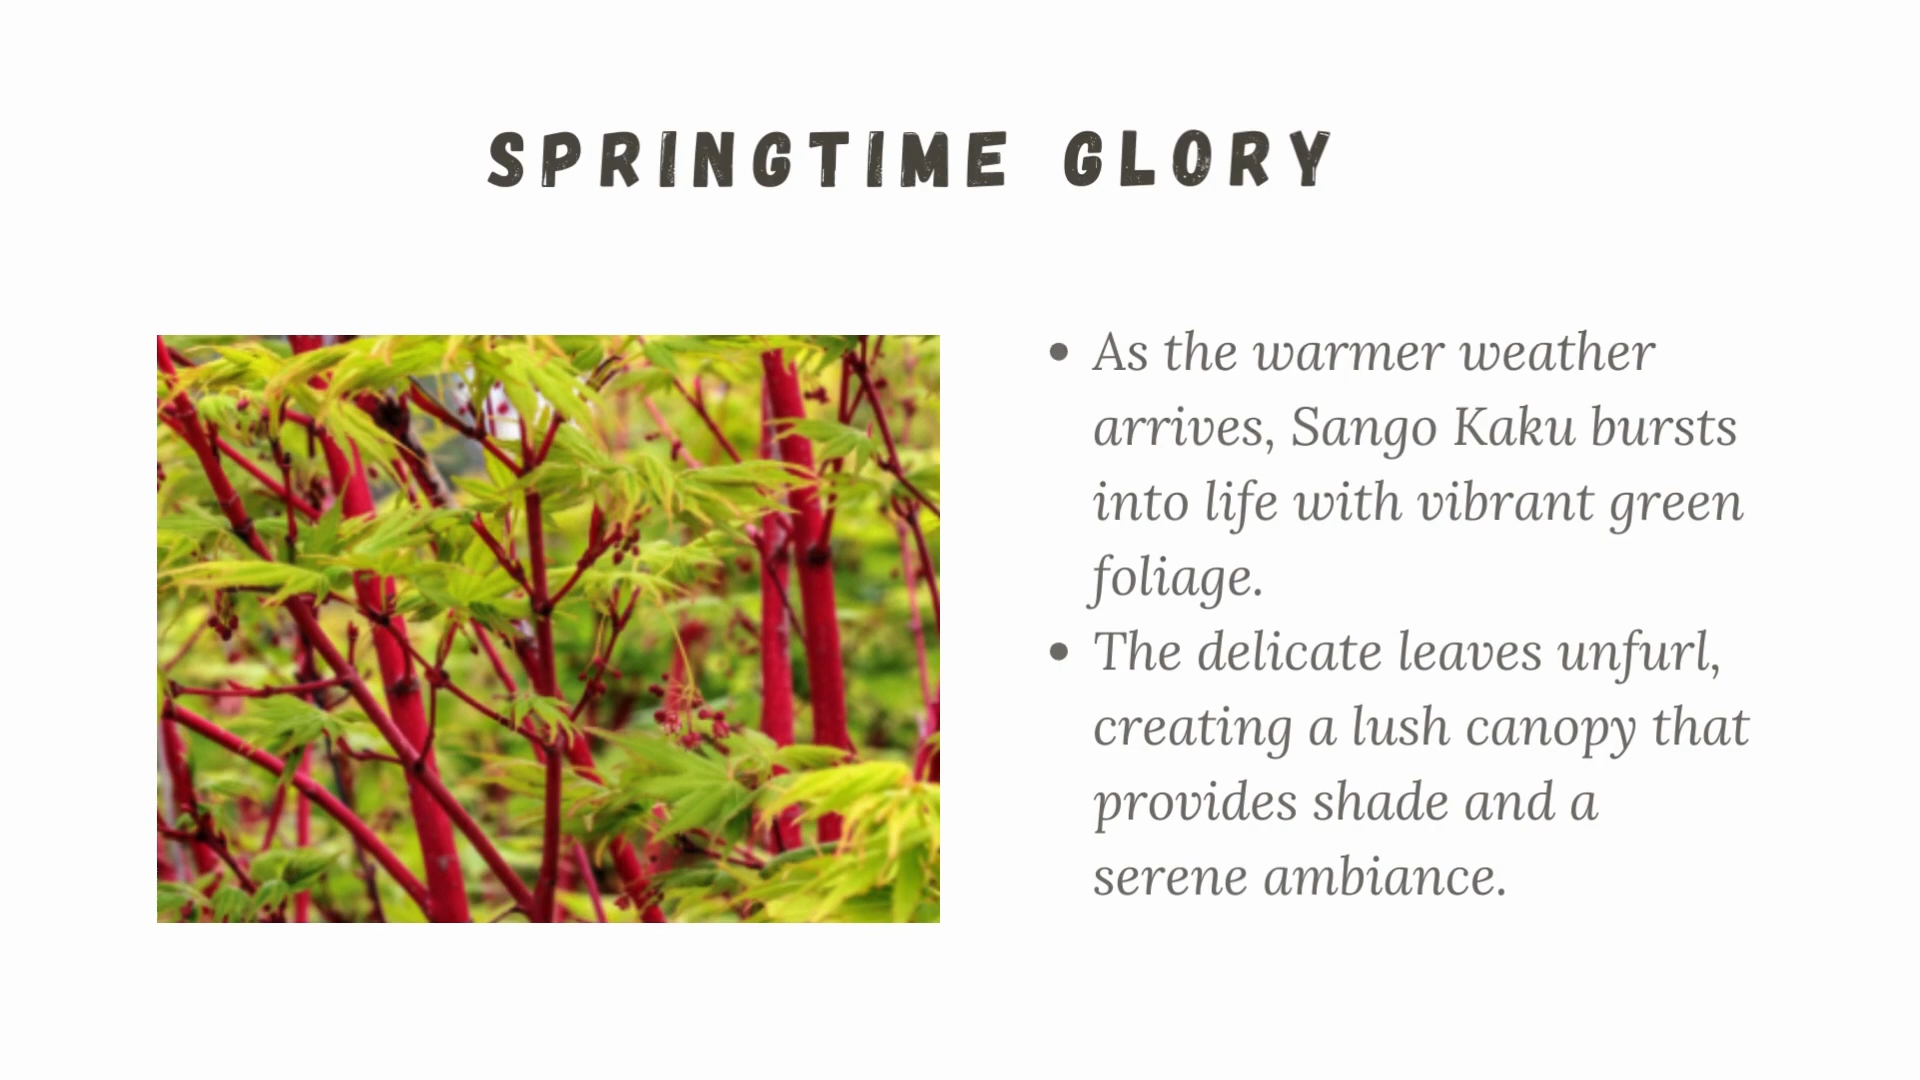 SPRINGTIME GLORY
• As the warmer weather
arrives, Sango Kaku bursts
into life with vibrant green
foliage.
• The delicate leaves unfurl,
creating a lush canopy that
provides shade and a
serene ambiance.